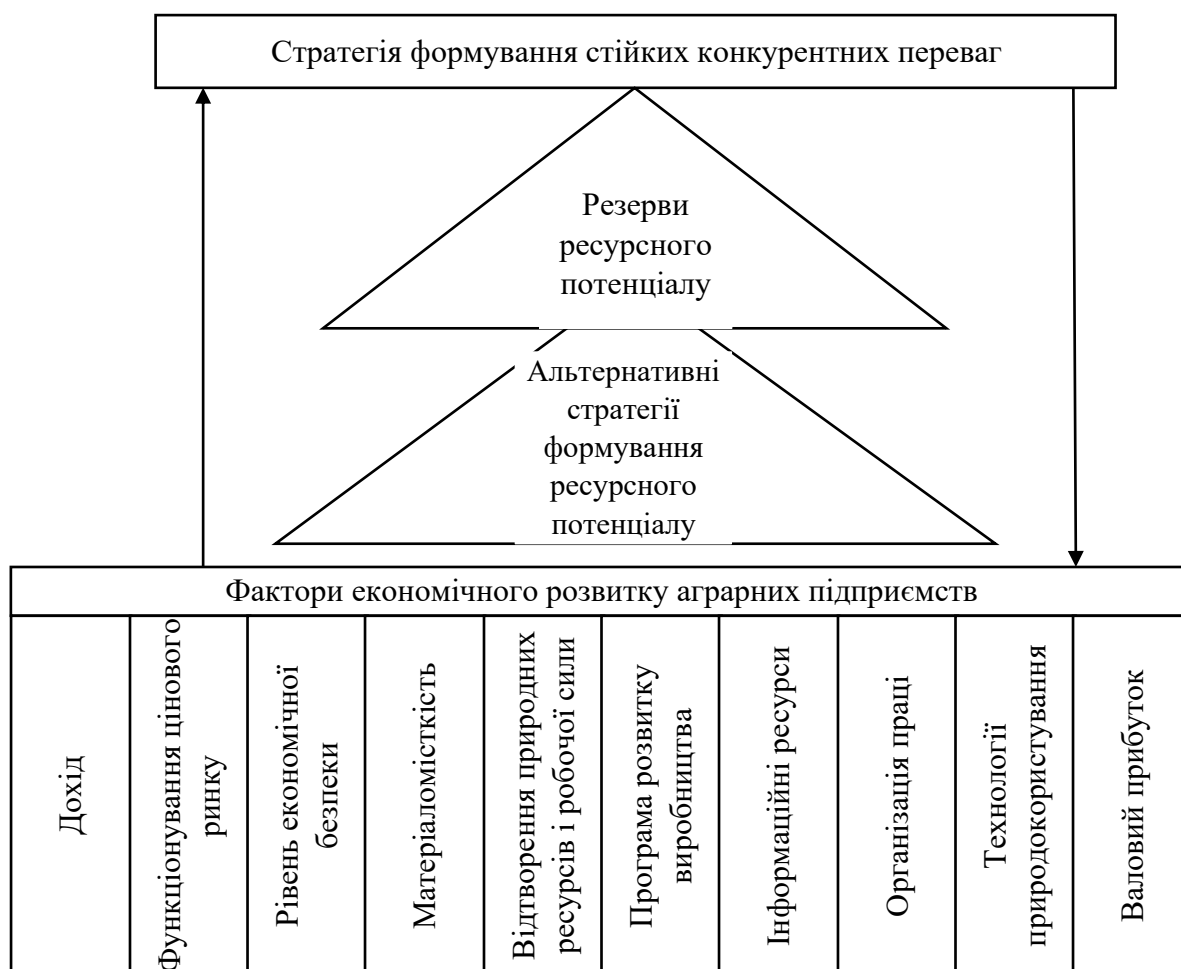 Стратегія формування стійких конкурентних переваг
Резерви
ресурсного
потенціалу
Альтернативні
стратегії
формування
ресурсного
потенціалу
Фактори економічного розвитку аграрних підприємств
Дохід
Функціонування цінового
ринку
Рівень економічної
безпеки
Матеріаломісткість
Відтворення природних
ресурсів і робочої сили
Програма розвитку
виробництва
Інформаційні ресурси
Організація праці
Технології
природокористування
Валовий прибуток